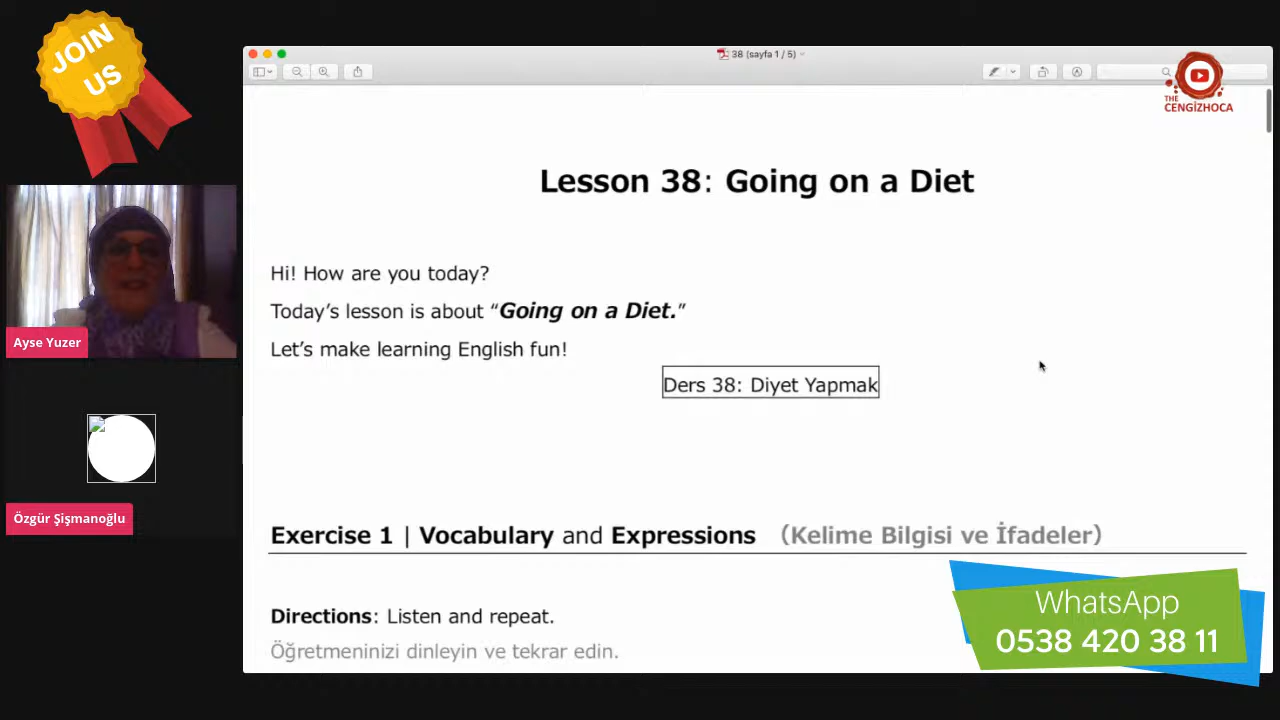 JOIN
US
38 (sayfa 1 / 5)
THE
CENGİZHOCA
Lesson 38: Going on a Diet
Hi! How are you today?
Today’s lesson is about “Going on a Diet.”
Let’s make learning English fun!
Ders 38: Diyet Yapmak
Ayse Yuzer
Özgür Şişmanoğlu
Exercise 1 | Vocabulary and Expressions (Kelime Bilgisi ve İfadeler)
Directions: Listen and repeat.
Öğretmeninizi dinleyin ve tekrar edin.
WhatsApp
0538 420 38 11